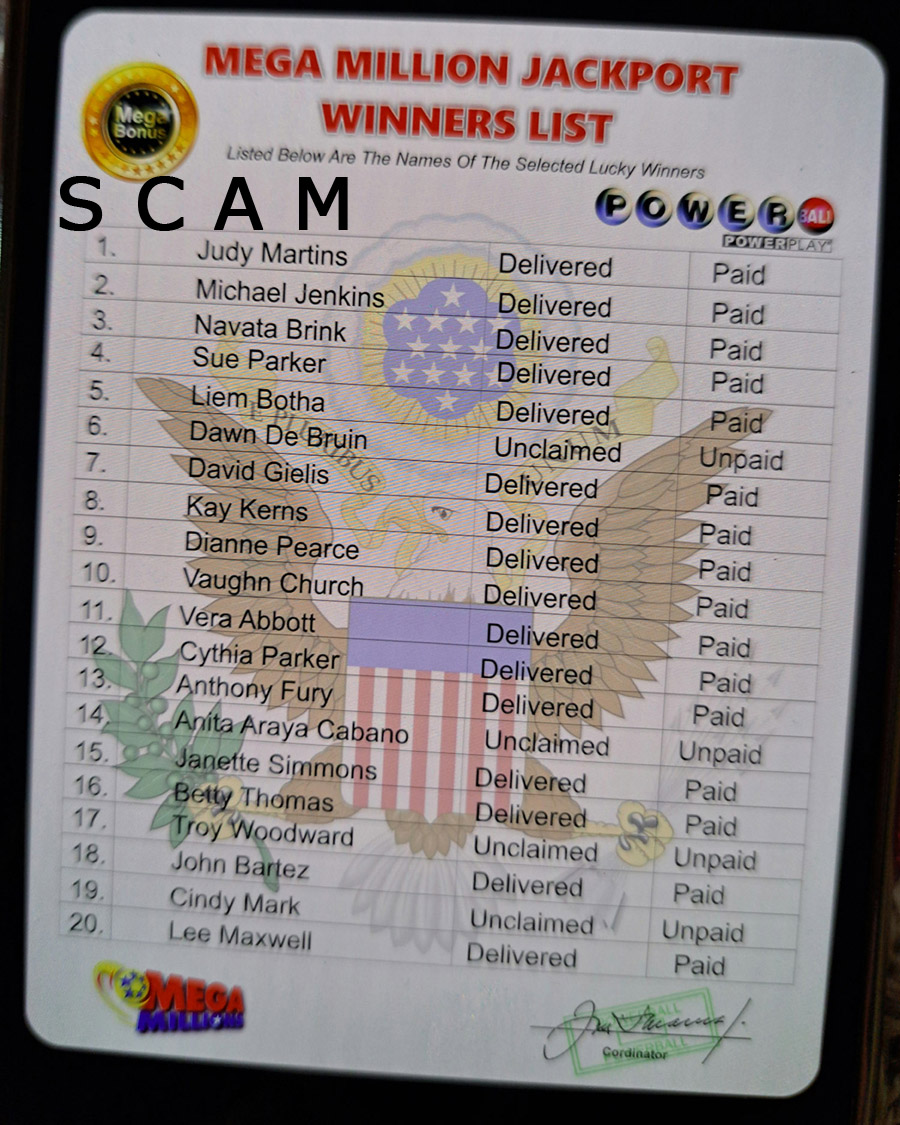 MEGA MILLION JACKPORT
WINNERS LIST
Mega
Bonus
Listed Below Are The Names Of The Selected Lucky Winners
S C A M
POWERBALL
POWERPLAY
1. Judy Martins Delivered Paid
2. Michael Jenkins Delivered Paid
3. Navata Brink Delivered Paid
4. Sue Parker Delivered Paid
5. Liem Botha Delivered Paid
6. Dawn De Bruin Unclaimed Unpaid
7. David Gielis Delivered Paid
8. Kay Kerns Delivered Paid
9. Dianne Pearce Delivered Paid
10. Vaughn Church Delivered Paid
11. Vera Abbott Delivered Paid
12. Cythia Parker Delivered Paid
13. Anthony Fury Delivered Paid
14. Anita Araya Cabano Unclaimed Unpaid
15. Janette Simmons Delivered Paid
16. Betty Thomas Delivered Paid
17. Troy Woodward Unclaimed Unpaid
18. John Bartez Delivered Paid
19. Cindy Mark Unclaimed Unpaid
20. Lee Maxwell Delivered Paid
E PLURIBUS UNUM
MEGA
MILLIONS
Cordinator